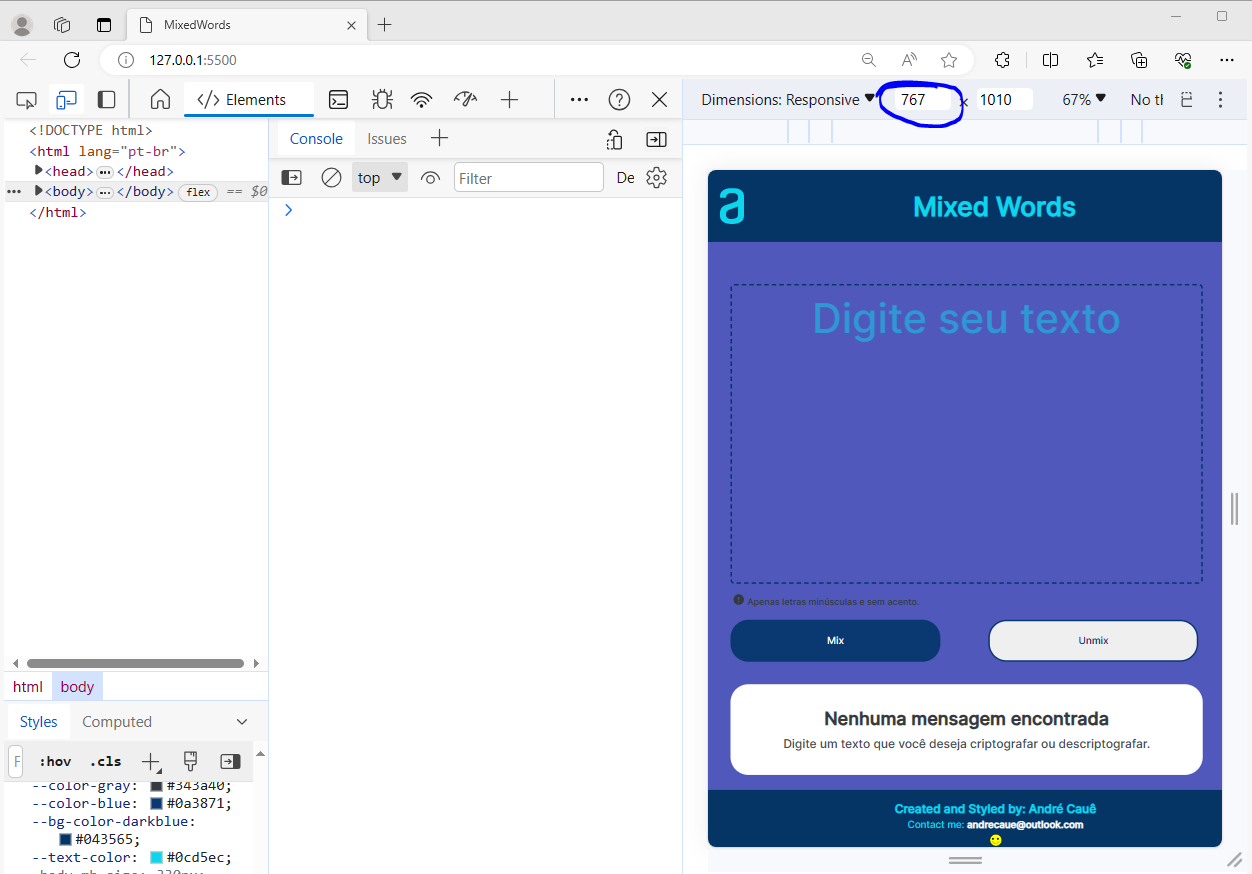 MixedWords
127.0.0.1:5500
Elements
Dimensions: Responsive 767 x 1010 67% No th
<!DOCTYPE html>
<html lang="pt-br">
<head> ••• </head>
<body> ••• </body> flex == $0
</html>
Console Issues
top Filter De
html body
Styles Computed
F :hov .cls
--color-gray: #343a40;
--color-blue: #0a3871;
--bg-color-darkblue:
#043565;
--text-color: #0cd5ec;
a Mixed Words
Digite seu texto
Apenas letras minúsculas e sem acento.
Mix Unmix
Nenhuma mensagem encontrada
Digite um texto que você deseja criptografar ou descriptografar.
Created and Styled by: André Cauê
Contact me: andrecaue@outlook.com